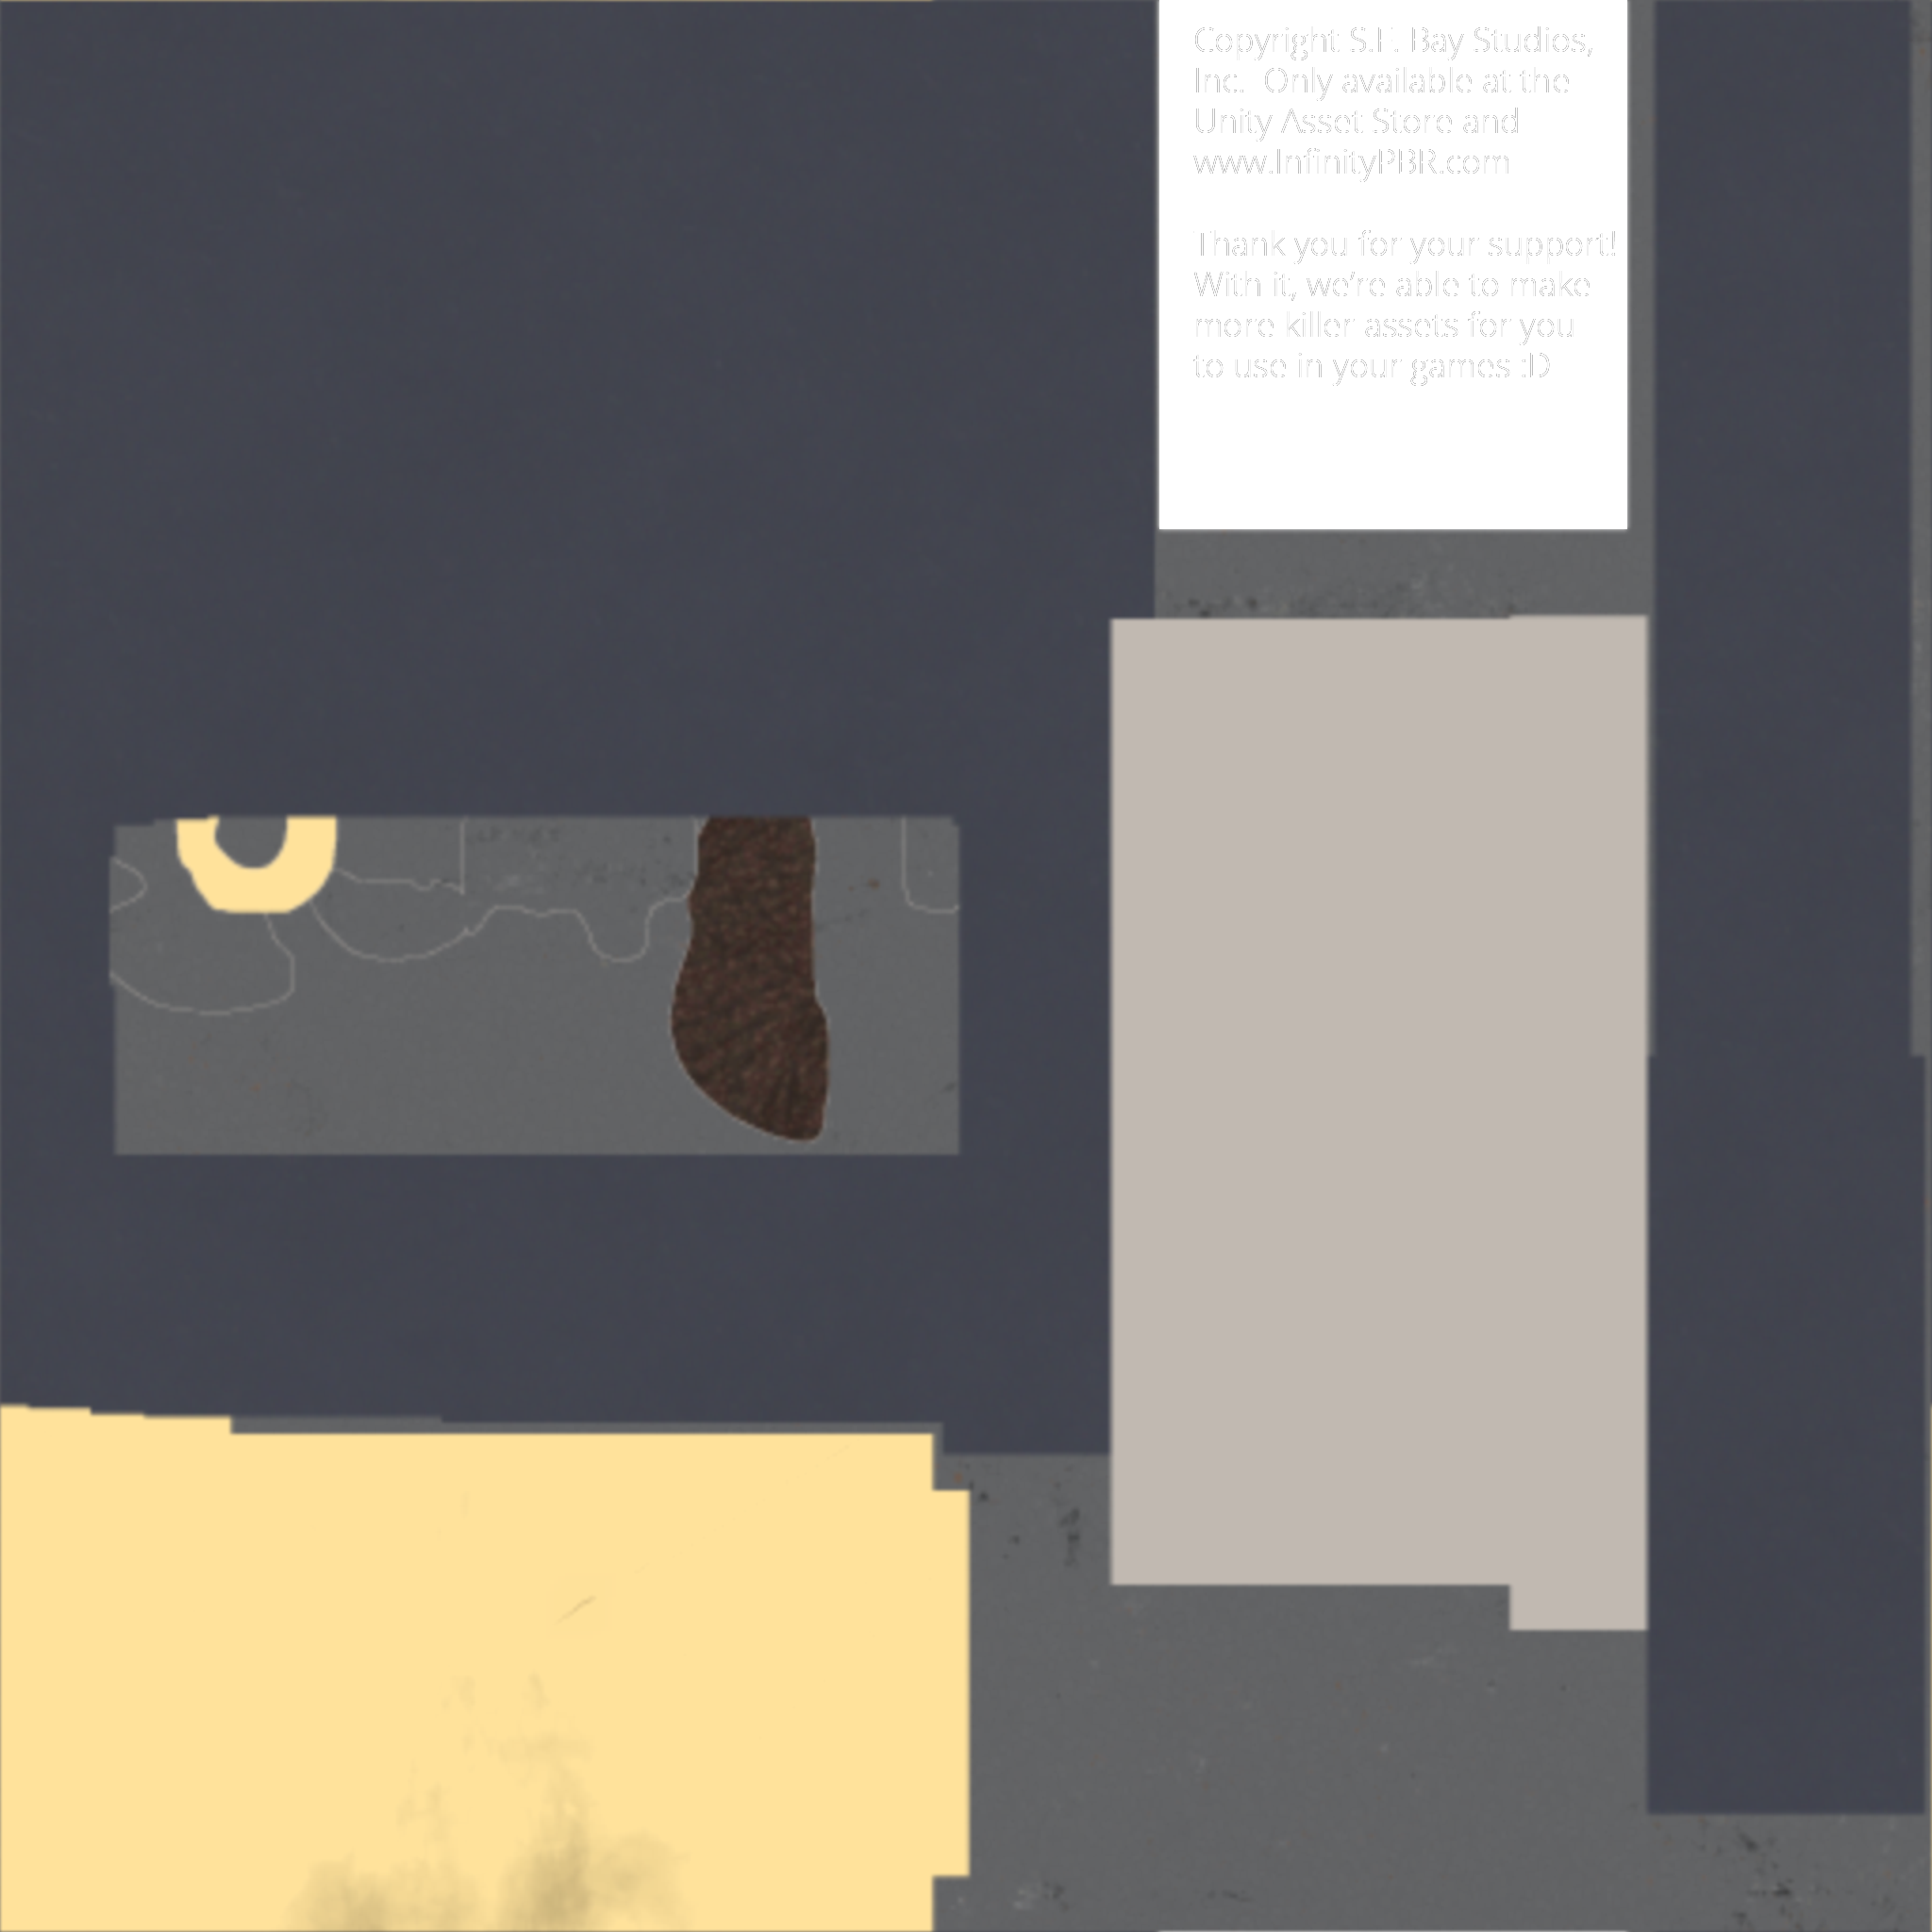 Copyright S.F. Bay Studios,
Inc.  Only available at the
Unity Asset Store and
www.InfinityPBR.com
Thank you for your support!
With it, we're able to make
more killer assets for you
to use in your games :D